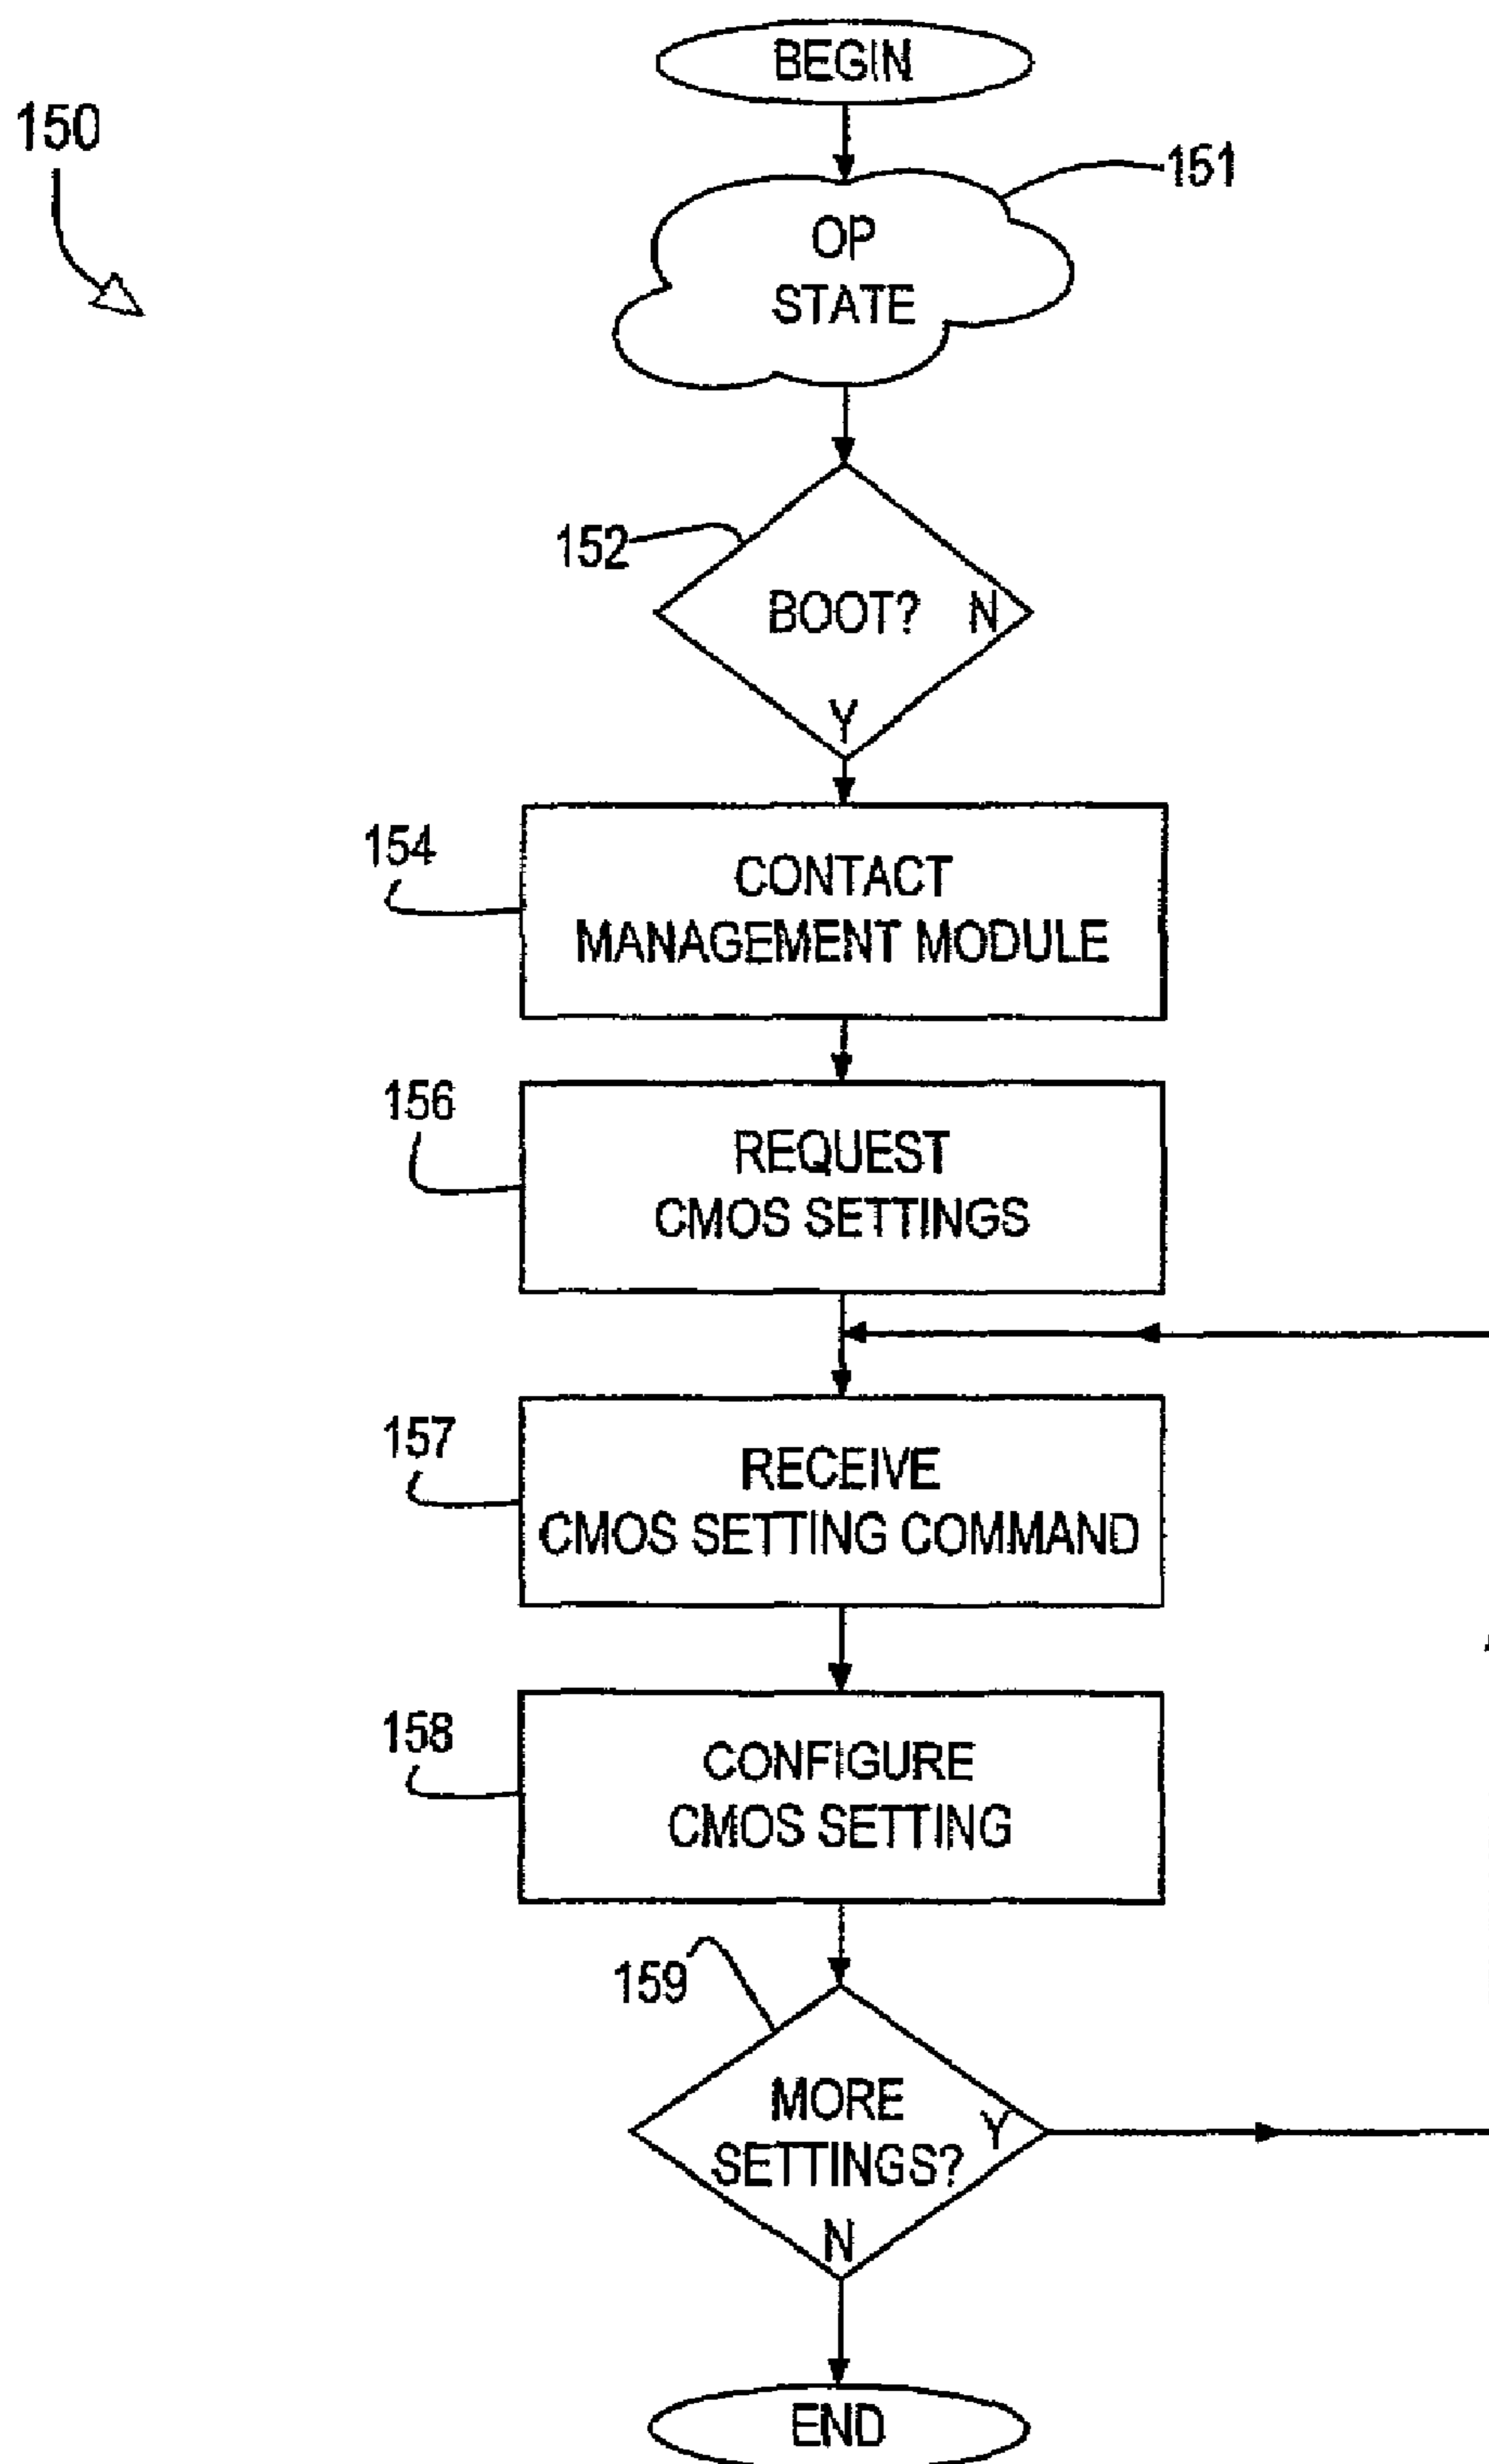 BEGIN
150
151
OP
STATE
152
BOOT? N
Y
154
CONTACT
MANAGEMENT MODULE
156
REQUEST
CMOS SETTINGS
157
RECEIVE
CMOS SETTING COMMAND
158
CONFIGURE
CMOS SETTING
159
MORE
SETTINGS? Y
N
END